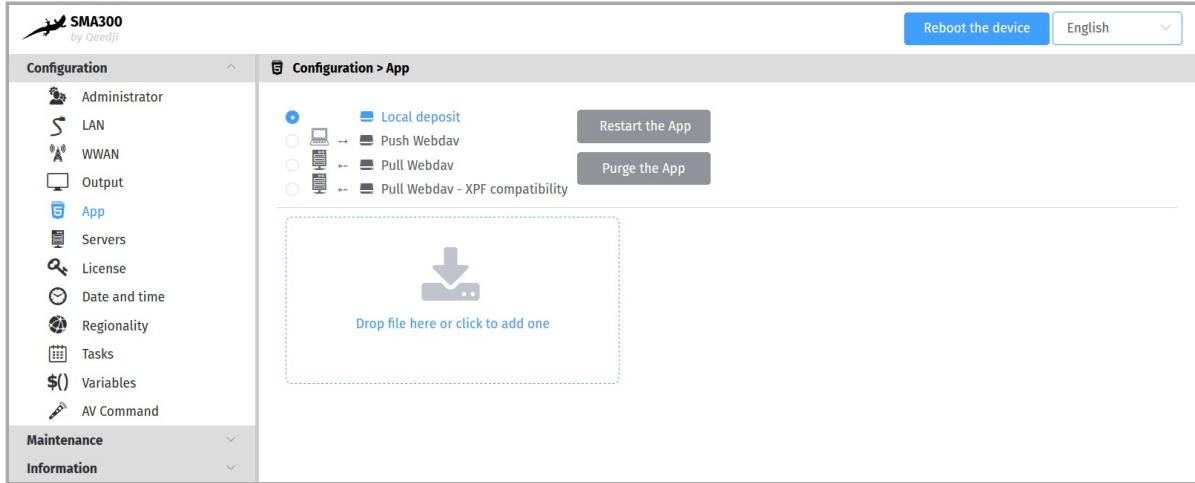 SMA300
by Qeedji
Reboot the device
English
Configuration
Administrator
LAN
WWAN
Output
App
Servers
License
Date and time
Regionality
Tasks
$() Variables
AV Command
Maintenance
Information
Configuration > App
Local deposit
Push Webdav
Pull Webdav
Pull Webdav - XPF compatibility
Restart the App
Purge the App
Drop file here or click to add one